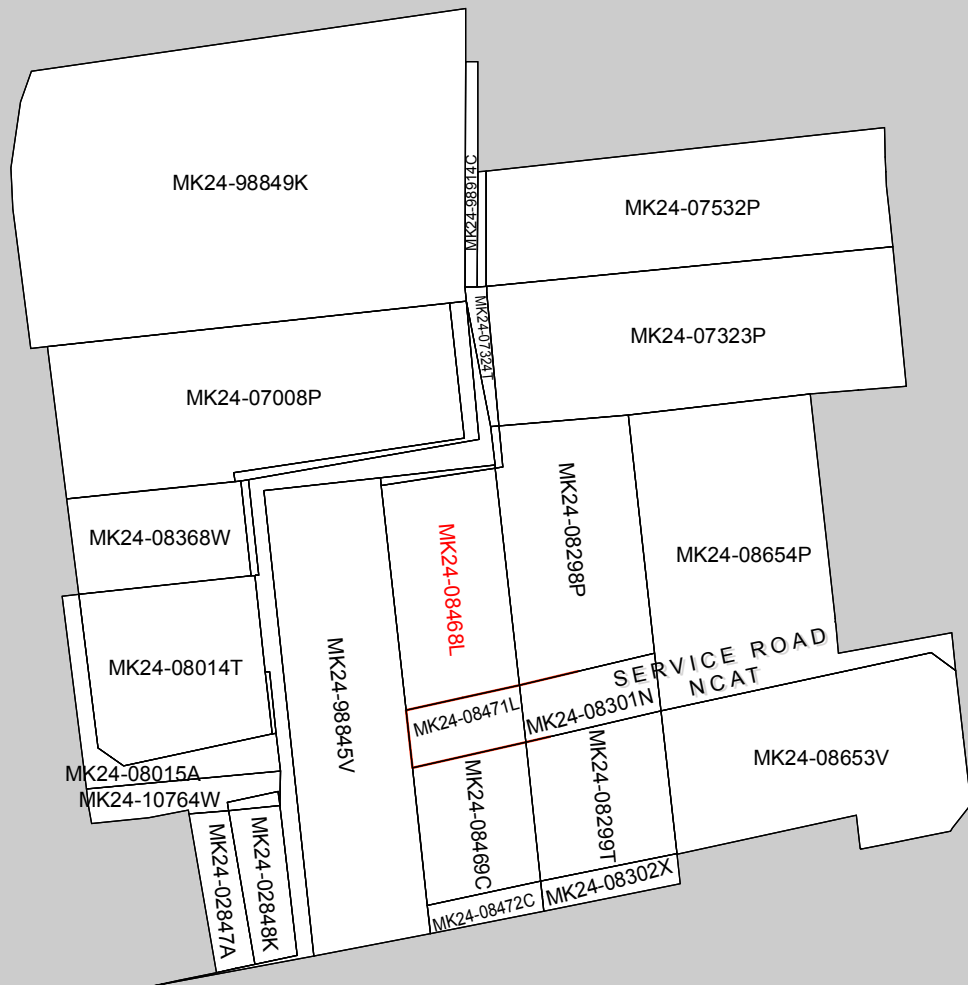 MK24-98849K
MK24-98914C
MK24-07532P
MK24-07324T
MK24-07323P
MK24-07008P
MK24-08368W
MK24-08468L
MK24-08298P
MK24-08654P
MK24-08014T
MK24-98845V
SERVICE ROAD
NCAT
MK24-08471L
MK24-08301N
MK24-08015A
MK24-10764W
MK24-08653V
MK24-08469C
MK24-08299T
MK24-02847A
MK24-02848K
MK24-08472C
MK24-08302X